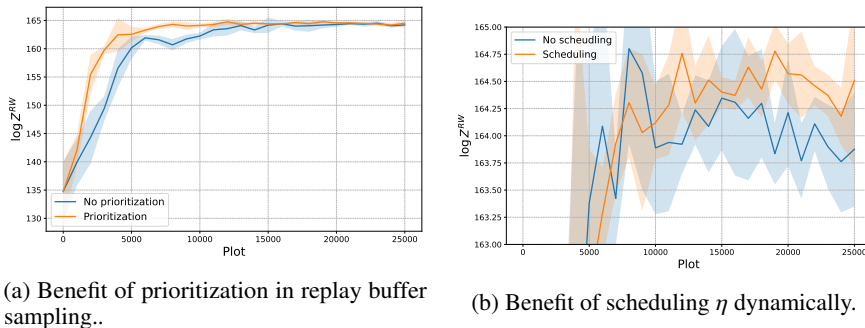 165
160
155
150
145
140
135
130
log Z^RW
No prioritization
Prioritization
0 5000 10000 15000 20000 25000
Plot
(a) Benefit of prioritization in replay buffer
sampling..
165.00
164.75
164.50
164.25
164.00
163.75
163.50
163.25
163.00
log Z^RW
No scheudling
Scheduling
0 5000 10000 15000 20000 25000
Plot
(b) Benefit of scheduling η dynamically.